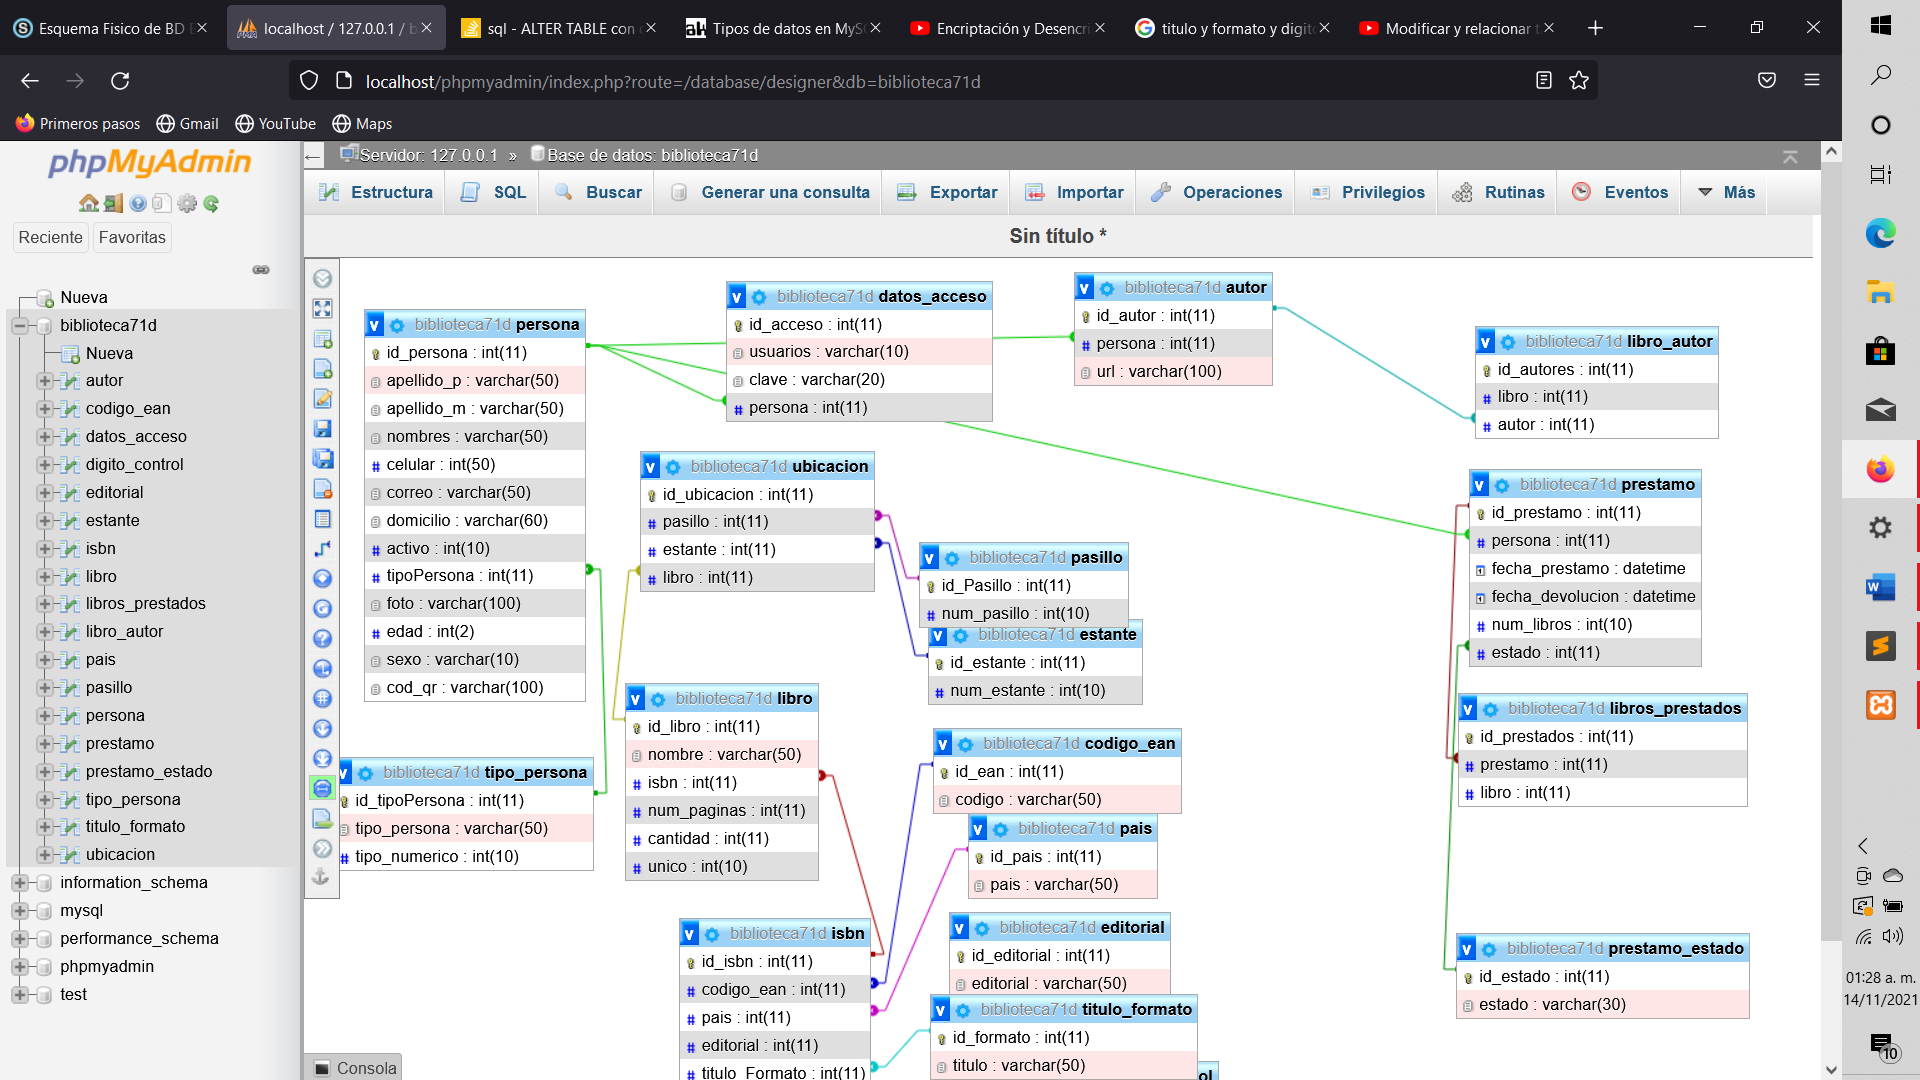 Esquema Fisico de BD E
localhost / 127.0.0.1 / b
sql - ALTER TABLE con
Tipos de datos en MyS
Encriptación y Desencri
titulo y formato y digit
Modificar y relacionar t
localhost/phpmyadmin/index.php?route=/database/designer&db=biblioteca71d
Primeros pasos
Gmail
YouTube
Maps
phpMyAdmin
Reciente
Favoritas
Nueva
biblioteca71d
Nueva
autor
codigo_ean
datos_acceso
digito_control
editorial
estante
isbn
libro
libros_prestados
libro_autor
pais
pasillo
persona
prestamo
prestamo_estado
tipo_persona
titulo_formato
ubicacion
information_schema
mysql
performance_schema
phpmyadmin
test
Servidor: 127.0.0.1 » Base de datos: biblioteca71d
Estructura
SQL
Buscar
Generar una consulta
Exportar
Importar
Operaciones
Privilegios
Rutinas
Eventos
Más
Sin título *
v biblioteca71d persona
id_persona : int(11)
apellido_p : varchar(50)
apellido_m : varchar(50)
nombres : varchar(50)
# celular : int(50)
correo : varchar(50)
domicilio : varchar(60)
# activo : int(10)
# tipoPersona : int(11)
foto : varchar(100)
# edad : int(2)
sexo : varchar(10)
cod_qr : varchar(100)
v biblioteca71d tipo_persona
id_tipoPersona : int(11)
tipo_persona : varchar(50)
# tipo_numerico : int(10)
v biblioteca71d datos_acceso
id_acceso : int(11)
usuarios : varchar(10)
clave : varchar(20)
# persona : int(11)
v biblioteca71d autor
id_autor : int(11)
# persona : int(11)
url : varchar(100)
v biblioteca71d libro_autor
id_autores : int(11)
# libro : int(11)
# autor : int(11)
v biblioteca71d ubicacion
id_ubicacion : int(11)
# pasillo : int(11)
# estante : int(11)
# libro : int(11)
v biblioteca71d pasillo
id_Pasillo : int(11)
# num_pasillo : int(10)
v biblioteca71d estante
id_estante : int(11)
# num_estante : int(10)
v biblioteca71d prestamo
id_prestamo : int(11)
# persona : int(11)
fecha_prestamo : datetime
fecha_devolucion : datetime
# num_libros : int(10)
# estado : int(11)
v biblioteca71d libro
id_libro : int(11)
nombre : varchar(50)
# isbn : int(11)
# num_paginas : int(11)
# cantidad : int(11)
# unico : int(10)
v biblioteca71d codigo_ean
id_ean : int(11)
codigo : varchar(50)
v biblioteca71d pais
id_pais : int(11)
pais : varchar(50)
v biblioteca71d libros_prestados
id_prestados : int(11)
# prestamo : int(11)
# libro : int(11)
v biblioteca71d isbn
id_isbn : int(11)
# codigo_ean : int(11)
# pais : int(11)
# editorial : int(11)
# titulo_Formato : int(11)
v biblioteca71d editorial
id_editorial : int(11)
editorial : varchar(50)
v biblioteca71d titulo_formato
id_formato : int(11)
titulo : varchar(50)
ol
v biblioteca71d prestamo_estado
id_estado : int(11)
estado : varchar(30)
Consola
01:28 a. m.
14/11/2021
10